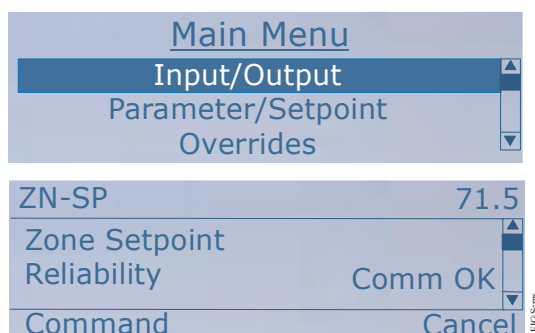 Main Menu
Input/Output
Parameter/Setpoint
Overrides
ZN-SP 71.5
Zone Setpoint
Reliability Comm OK
Command Cancel